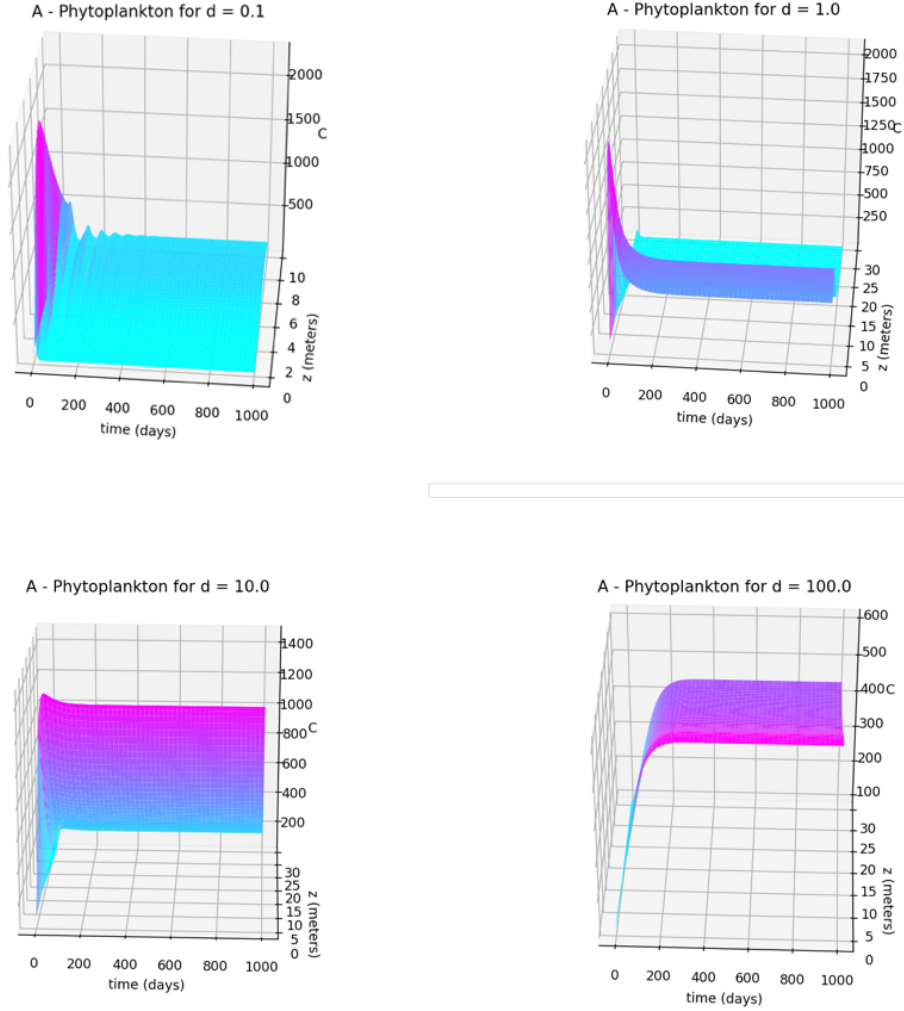 A - Phytoplankton for d = 0.1
2000
1500
C
1000
500
10
8
6
4
2
0
z (meters)
0 200 400 600 800 1000
time (days)
A - Phytoplankton for d = 1.0
2000
1750
1500
1250
C
1000
750
500
250
30
25
20
15
10
5
0
z (meters)
0 200 400 600 800 1000
time (days)
A - Phytoplankton for d = 10.0
1400
1200
1000
800
C
600
400
200
30
25
20
15
10
5
0
z (meters)
0 200 400 600 800 1000
time (days)
A - Phytoplankton for d = 100.0
600
500
400
C
300
200
100
30
25
20
15
10
5
0
z (meters)
0 200 400 600 800 1000
time (days)